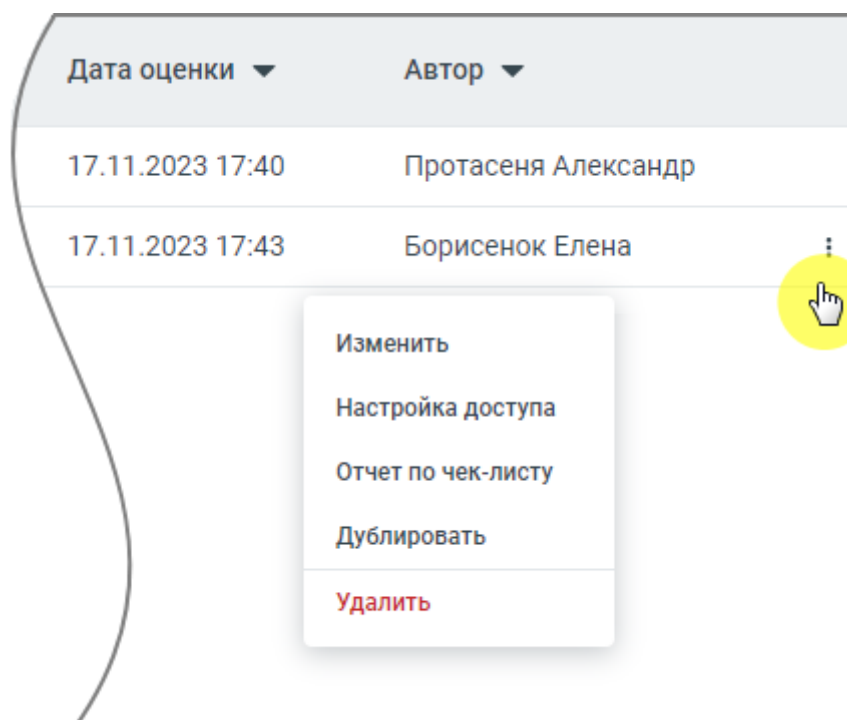 Дата оценки Автор
17.11.2023 17:40 Протасеня Александр
17.11.2023 17:43 Борисенок Елена
Изменить
Настройка доступа
Отчет по чек-листу
Дублировать
Удалить